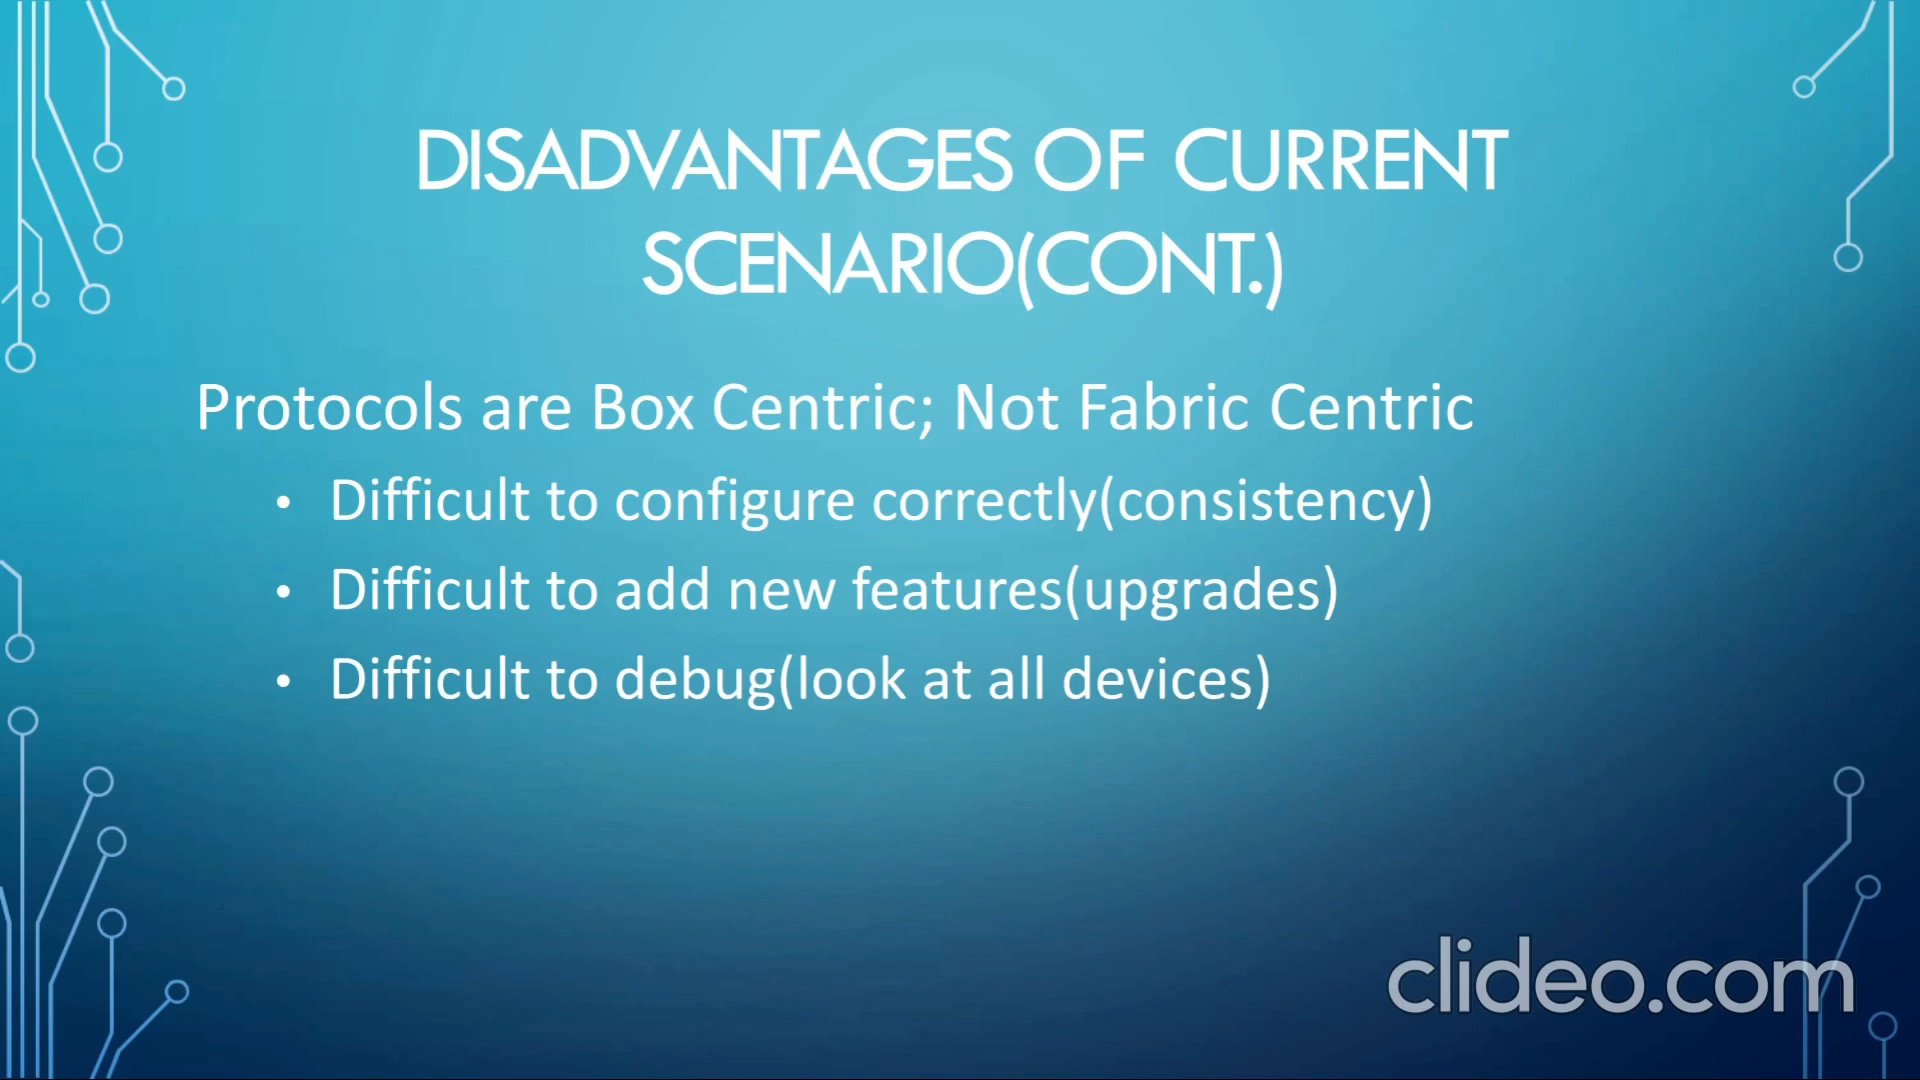 DISADVANTAGES OF CURRENT
SCENARIO(CONT.)
Protocols are Box Centric; Not Fabric Centric
• Difficult to configure correctly(consistency)
• Difficult to add new features(upgrades)
• Difficult to debug(look at all devices)
clideo.com